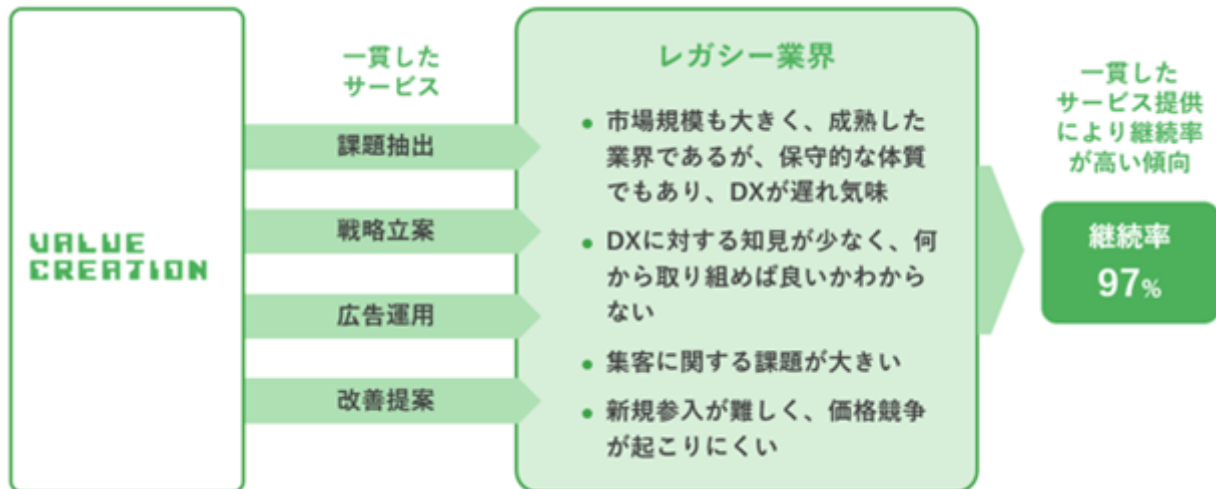 VALUE
CREATION
一貫した
サービス
課題抽出
戦略立案
広告運用
改善提案
レガシー業界
• 市場規模も大きく、成熟した
業界であるが、保守的な体質
でもあり、DXが遅れ気味
• DXに対する知見が少なく、何
から取り組めば良いかわから
ない
• 集客に関する課題が大きい
• 新規参入が難しく、価格競争
が起こりにくい
一貫した
サービス提供
により継続率
が高い傾向
継続率
97%